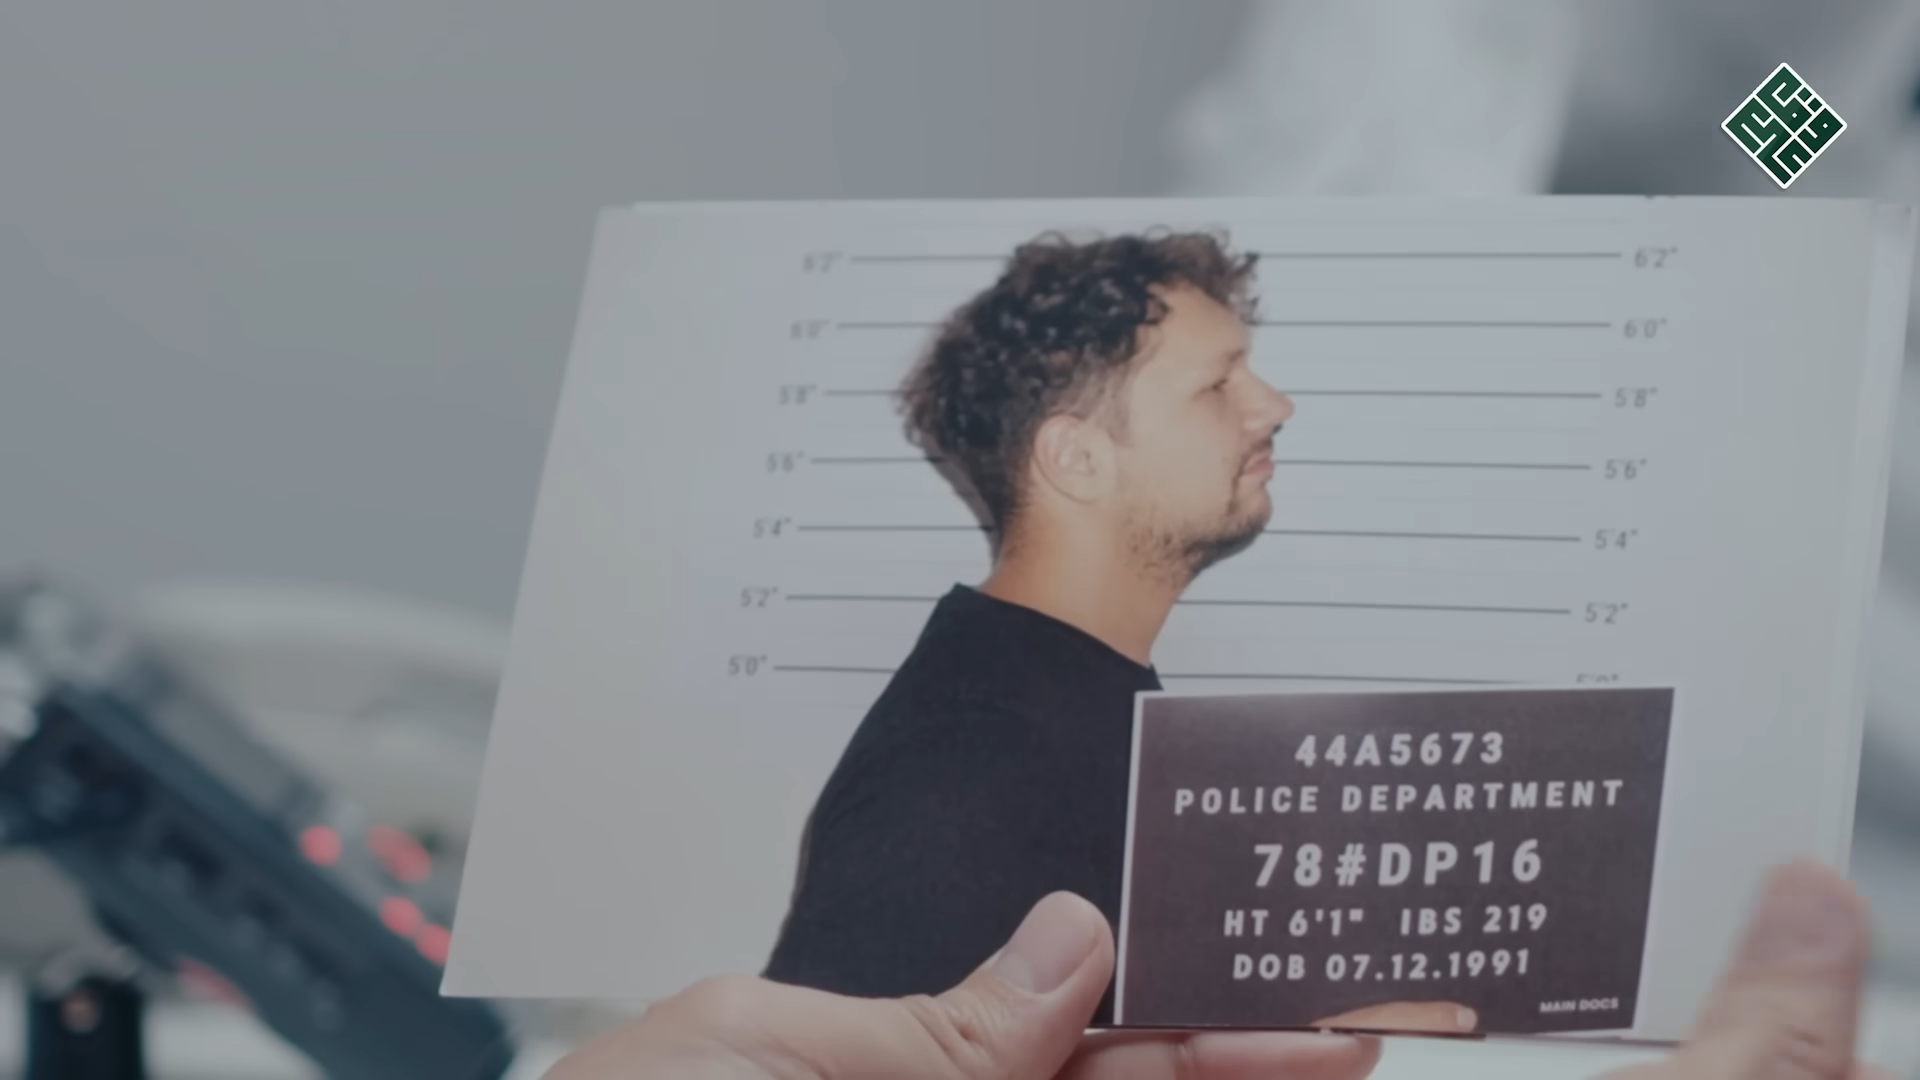 6'2" 6'2"
6'0" 6'0"
5'8" 5'8"
5'6" 5'6"
5'4" 5'4"
5'2" 5'2"
5'0" 5'0"
44A5673
POLICE DEPARTMENT
78#DP16
HT 6'1" IBS 219
DOB 07.12.1991
MAIN DOCS